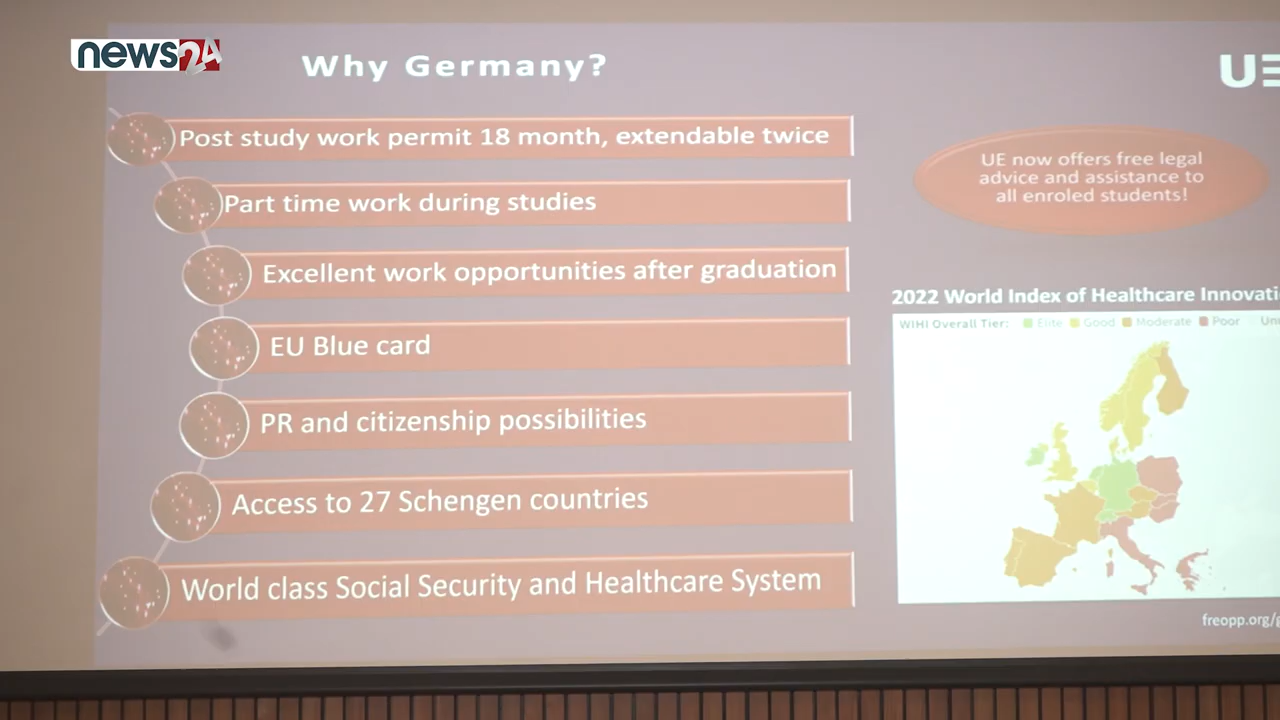 news24
Why Germany?
UE
Post study work permit 18 month, extendable twice
Part time work during studies
Excellent work opportunities after graduation
EU Blue card
PR and citizenship possibilities
Access to 27 Schengen countries
World class Social Security and Healthcare System
UE now offers free legal
advice and assistance to
all enroled students!
2022 World Index of Healthcare Innovati
WIHI Overall Tier: Elite Good Moderate Poor
freopp.org/g